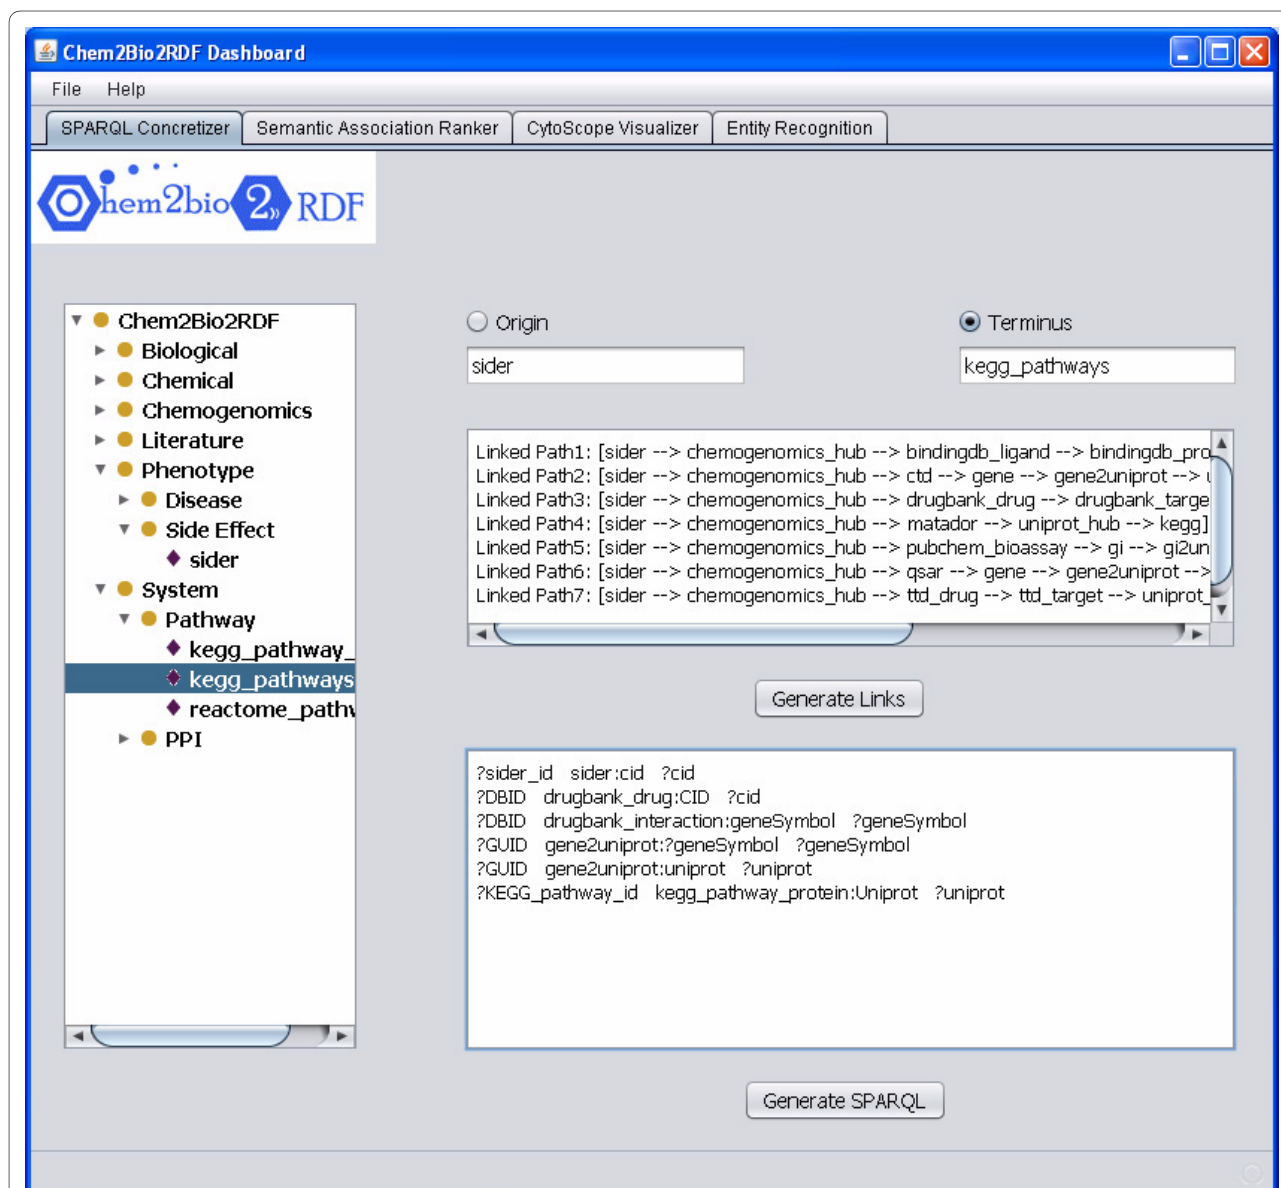 Chem2Bio2RDF Dashboard
File Help
SPARQL Concretizer Semantic Association Ranker CytoScope Visualizer Entity Recognition
Chem2bio2RDF
Chem2Bio2RDF
Biological
Chemical
Chemogenomics
Literature
Phenotype
Disease
Side Effect
sider
System
Pathway
kegg_pathway_
kegg_pathways
reactome_path
PPI
Origin
Terminus
sider
kegg_pathways
Linked Path1: [sider --> chemogenomics_hub --> bindingdb_ligand --> bindingdb_pro
Linked Path2: [sider --> chemogenomics_hub --> ctd --> gene --> gene2uniprot -->
Linked Path3: [sider --> chemogenomics_hub --> drugbank_drug --> drugbank_targe
Linked Path4: [sider --> chemogenomics_hub --> matador --> uniprot_hub --> kegg]
Linked Path5: [sider --> chemogenomics_hub --> pubchem_bioassay --> gi --> gi2un
Linked Path6: [sider --> chemogenomics_hub --> qsar --> gene --> gene2uniprot -->
Linked Path7: [sider --> chemogenomics_hub --> ttd_drug --> ttd_target --> uniprot_
Generate Links
?sider_id sider:cid ?cid
?DBID drugbank_drug:CID ?cid
?DBID drugbank_interaction:geneSymbol ?geneSymbol
?GUID gene2uniprot:?geneSymbol ?geneSymbol
?GUID gene2uniprot:uniprot ?uniprot
?KEGG_pathway_id kegg_pathway_protein:Uniprot ?uniprot
Generate SPARQL